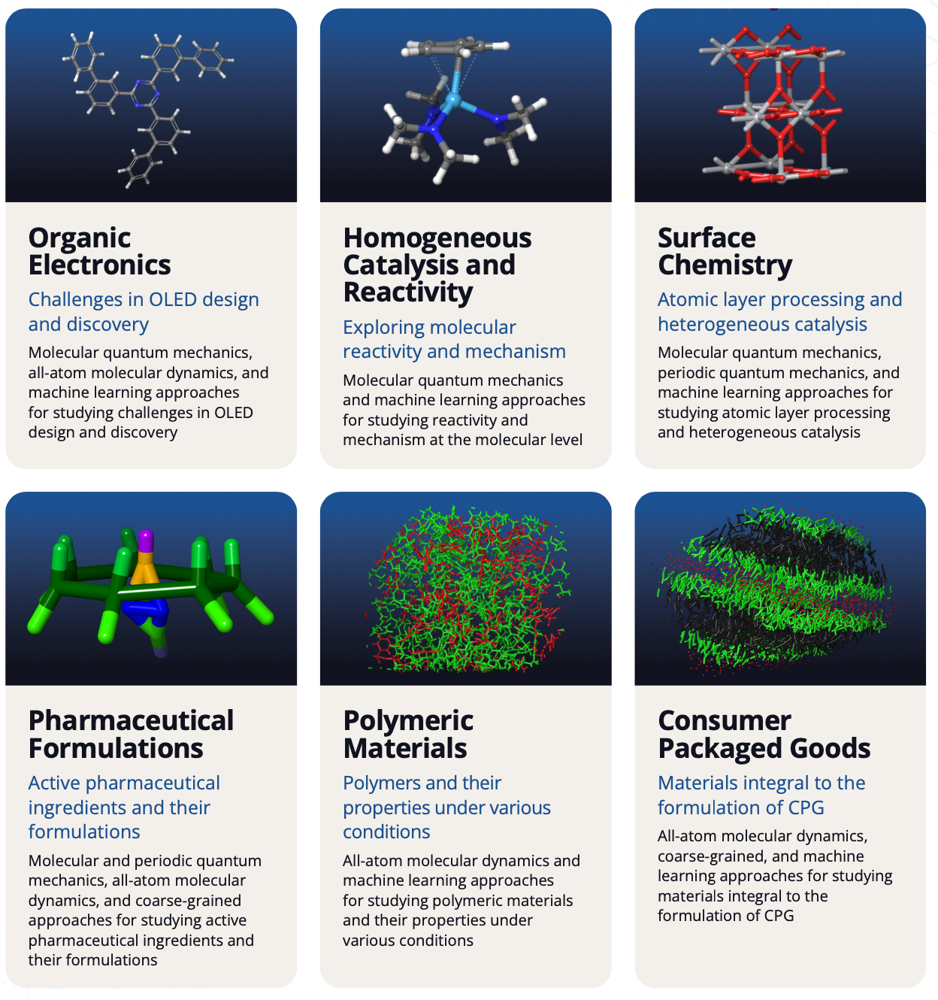 Organic
Electronics
Challenges in OLED design
and discovery
Molecular quantum mechanics,
all-atom molecular dynamics, and
machine learning approaches
for studying challenges in OLED
design and discovery
Homogeneous
Catalysis and
Reactivity
Exploring molecular
reactivity and mechanism
Molecular quantum mechanics
and machine learning approaches
for studying reactivity and
mechanism at the molecular level
Surface
Chemistry
Atomic layer processing and
heterogeneous catalysis
Molecular quantum mechanics,
periodic quantum mechanics, and
machine learning approaches for
studying atomic layer processing
and heterogeneous catalysis
Pharmaceutical
Formulations
Active pharmaceutical
ingredients and their
formulations
Molecular and periodic quantum
mechanics, all-atom molecular
dynamics, and coarse-grained
approaches for studying active
pharmaceutical ingredients and
their formulations
Polymeric
Materials
Polymers and their
properties under various
conditions
All-atom molecular dynamics and
machine learning approaches
for studying polymeric materials
and their properties under
various conditions
Consumer
Packaged Goods
Materials integral to the
formulation of CPG
All-atom molecular dynamics,
coarse-grained, and machine
learning approaches for studying
materials integral to the
formulation of CPG